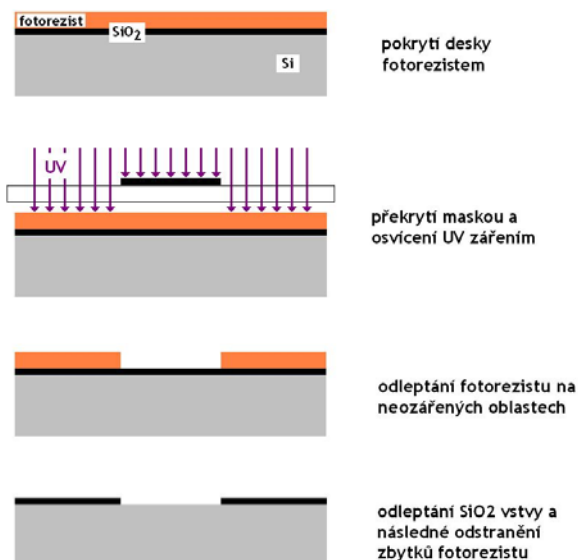 fotorezist
SiO2
Si
pokrytí desky
fotorezistem
UV
překrytí maskou a
osvícení UV zářením
odleptání fotorezistu na
neozářených oblastech
odleptání SiO2 vstvy a
následné odstranění
zbytků fotorezistu